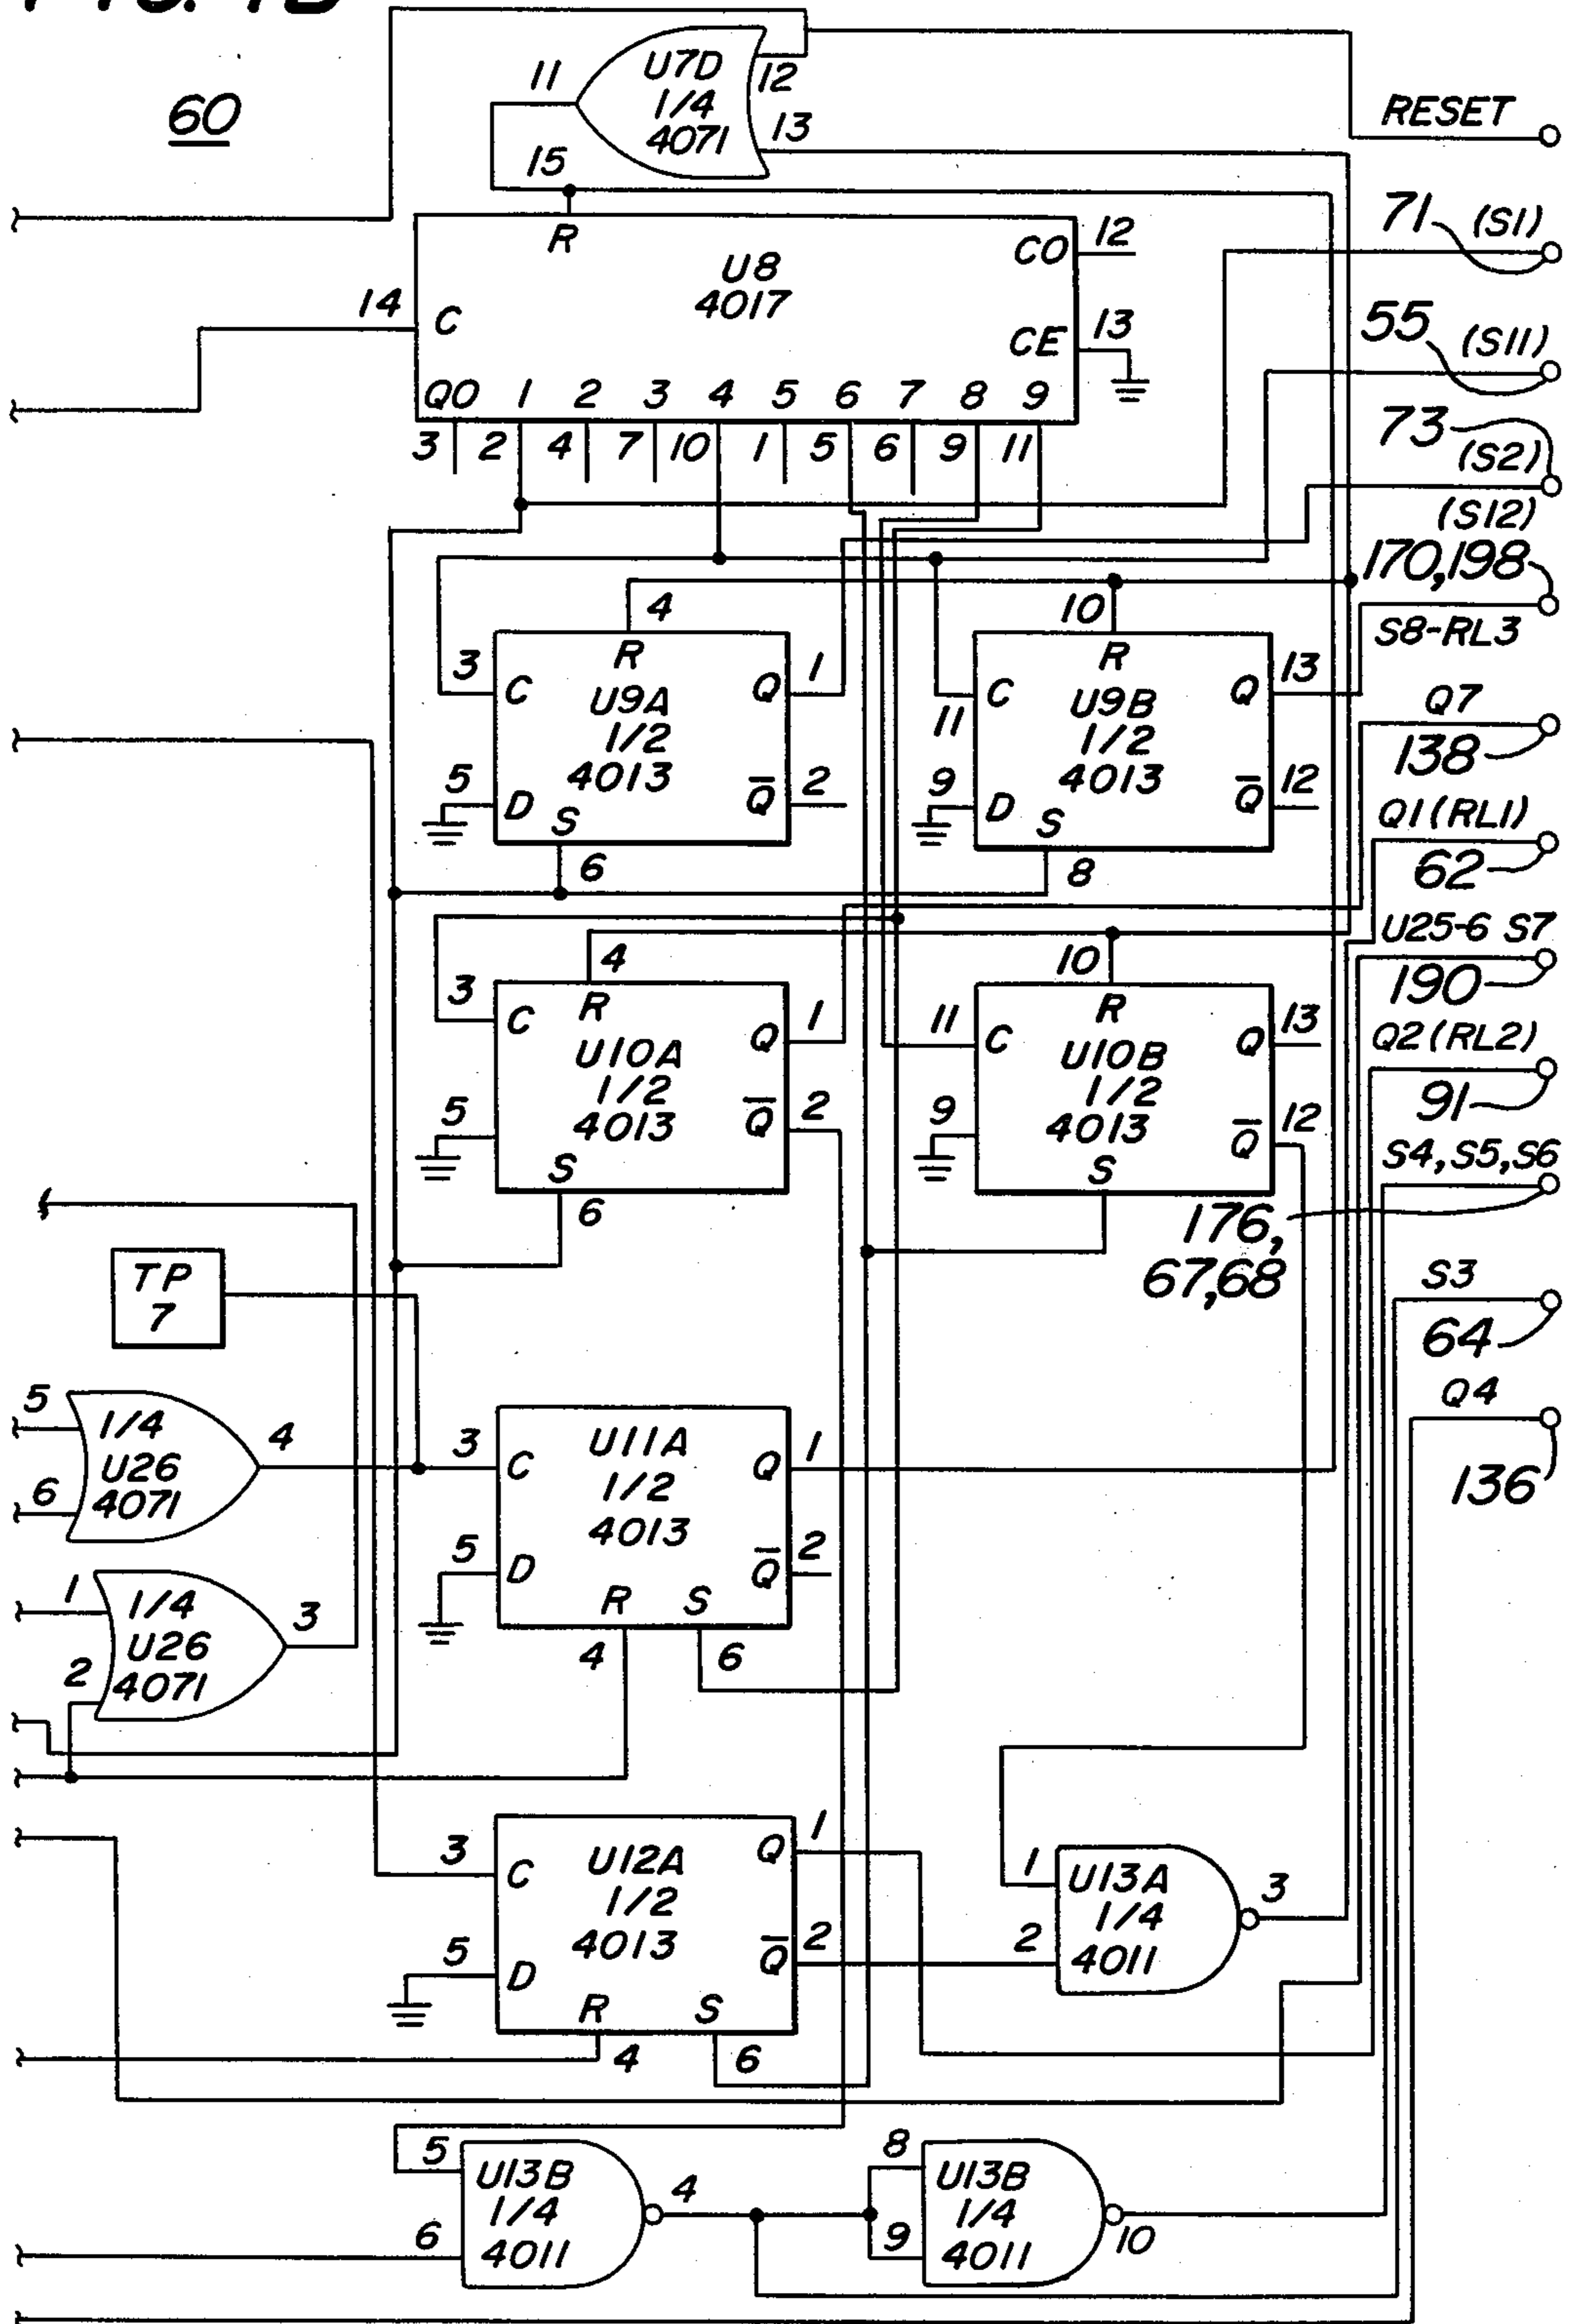 60
11
U7D
1/4
4071
12
13
15
RESET
R
U8
4017
CO
12
14
C
CE
13
Q0 1 2 3 4 5 6 7 8 9
3 2 4 7 10 1 5 6 9 11
71 (S1)
55 (S11)
73
(S2)
(S12)
170,198
S8-RL3
Q7
138
Q1(RL1)
62
U25-6 S7
190
Q2(RL2)
91
S4,S5,S6
176,
67,68
S3
64
Q4
136
4
R
3
C
U9A
1/2
4013
Q
1
5
D
S
Q̅
2
6
10
R
C
11
U9B
1/2
4013
Q
13
9
D
S
Q̅
12
8
4
R
3
C
U10A
1/2
4013
Q
1
5
S
Q̅
2
6
10
R
11
C
U10B
1/2
4013
Q
13
9
S
Q̅
12
TP
7
5
6
1/4
U26
4071
4
1
2
1/4
U26
4071
3
3
C
U11A
1/2
4013
Q
1
5
D
Q̅
2
R
S
4
6
3
C
U12A
1/2
4013
Q
1
5
D
Q̅
2
R
S
4
6
1
2
U13A
1/4
4011
3
5
6
U13B
1/4
4011
4
8
9
U13B
1/4
4011
10